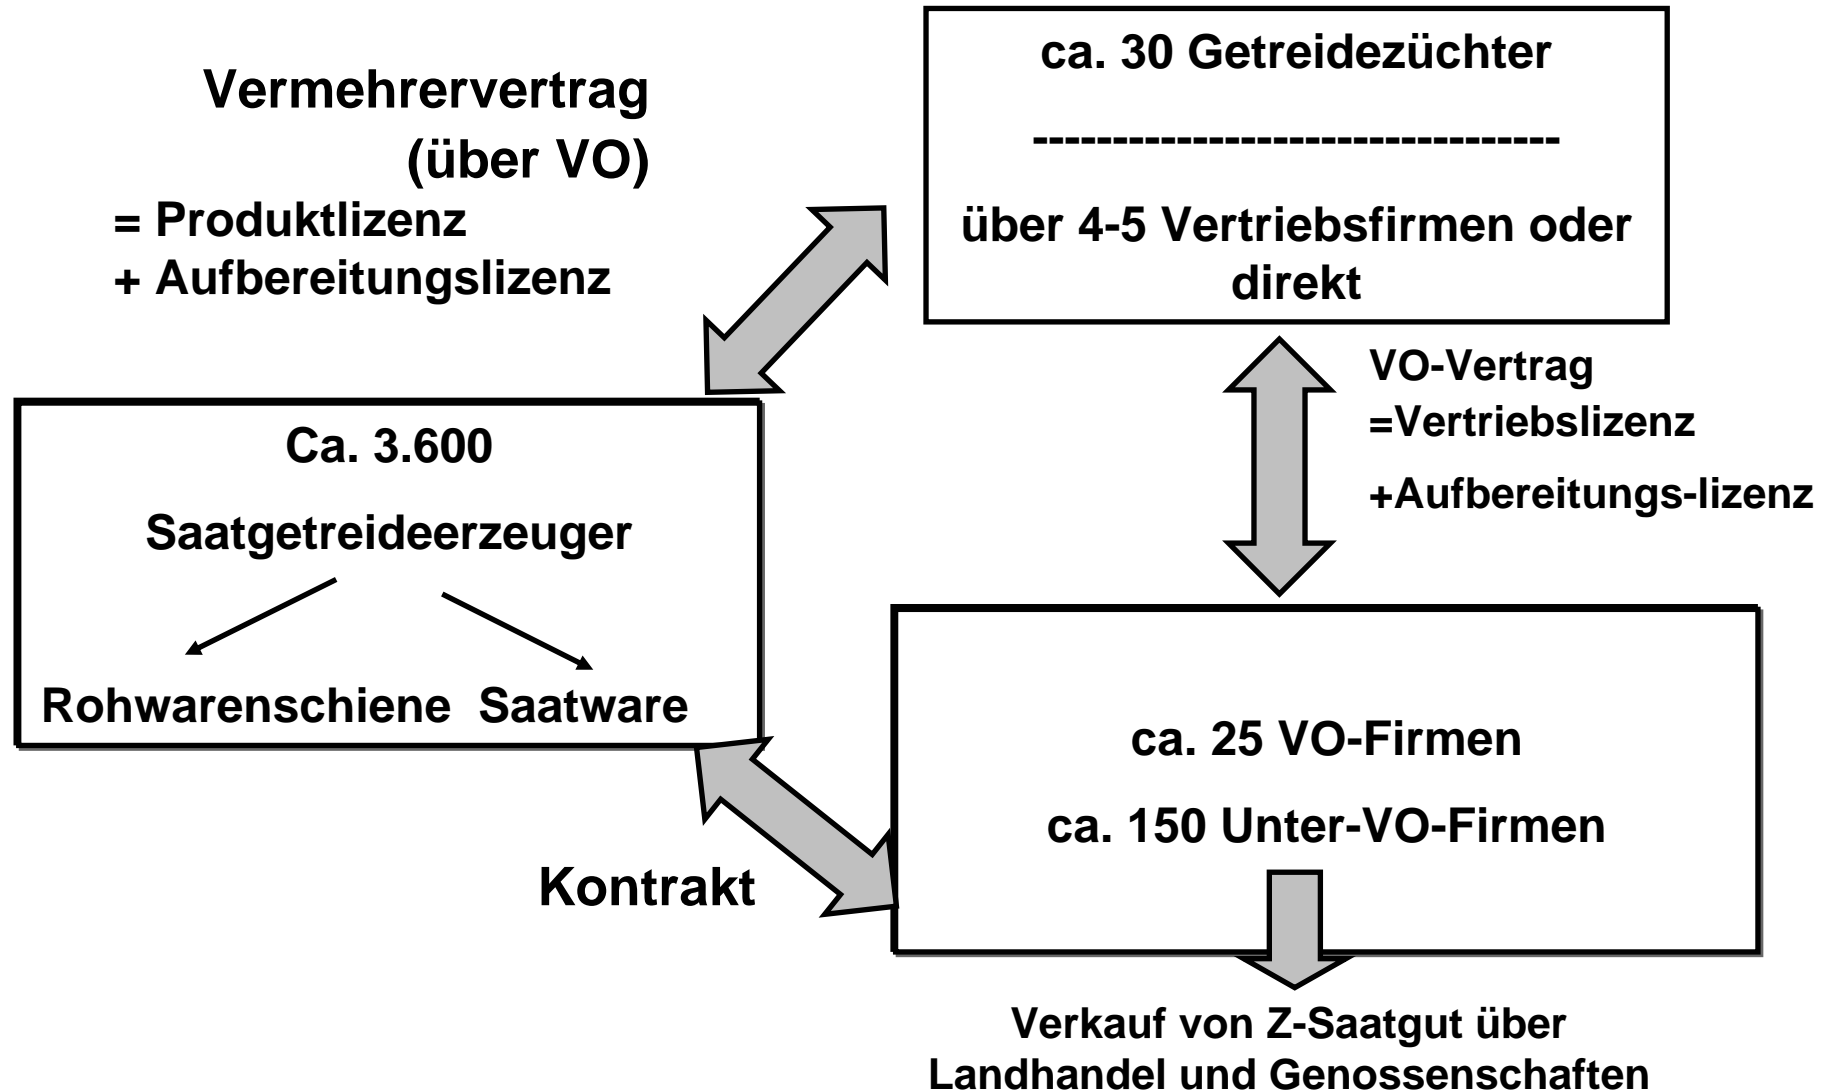 Vermehrervertrag
(über VO)
= Produktlizenz
+ Aufbereitungslizenz
ca. 30 Getreidezüchter
---------------------------------
über 4-5 Vertriebsfirmen oder
direkt
VO-Vertrag
=Vertriebslizenz
+Aufbereitungs-lizenz
Ca. 3.600
Saatgetreideerzeuger
Rohwarenschiene Saatware
ca. 25 VO-Firmen
ca. 150 Unter-VO-Firmen
Kontrakt
Verkauf von Z-Saatgut über
Landhandel und Genossenschaften